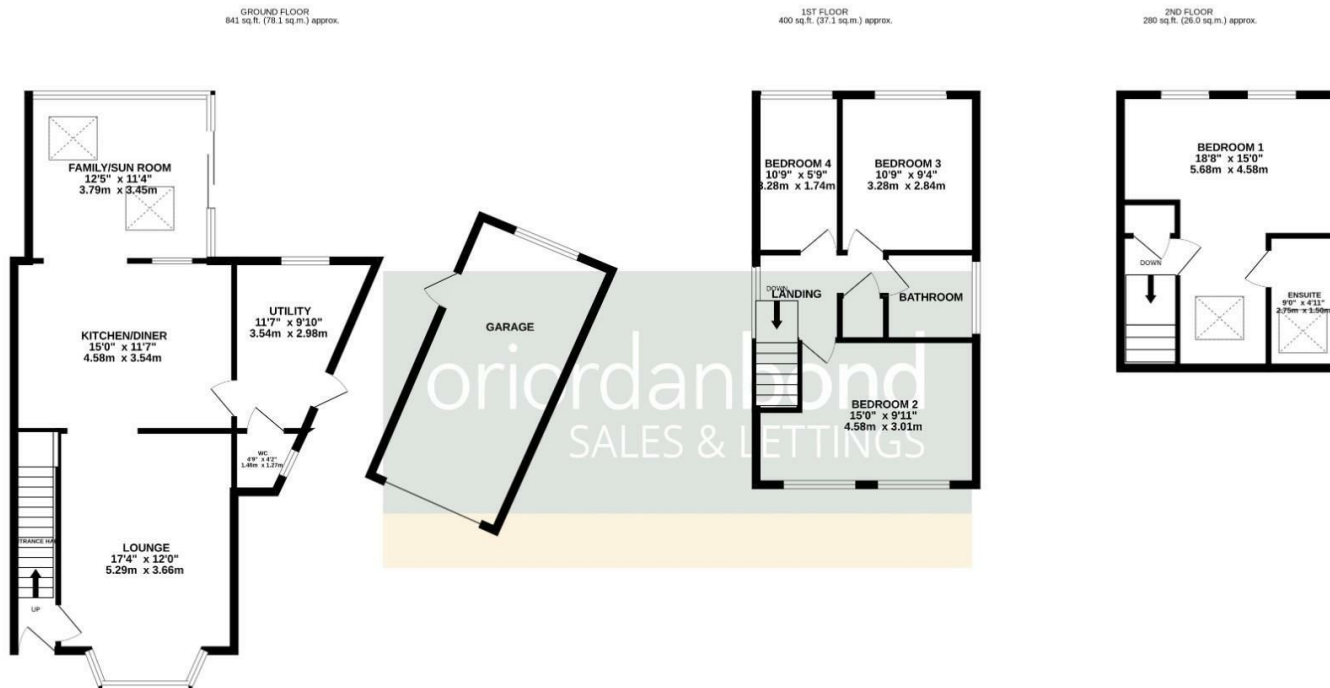 GROUND FLOOR
841 sq.ft. (78.1 sq.m.) approx.
1ST FLOOR
400 sq.ft. (37.1 sq.m.) approx.
2ND FLOOR
280 sq.ft. (26.0 sq.m.) approx.
FAMILY/SUN ROOM
12'5" x 11'4"
3.79m x 3.45m
KITCHEN/DINER
15'0" x 11'7"
4.58m x 3.54m
UTILITY
11'7" x 9'10"
3.54m x 2.98m
WC
4'9" x 4'2"
1.46m x 1.27m
LOUNGE
17'4" x 12'0"
5.29m x 3.66m
TRANCE HA
UP
GARAGE
BEDROOM 4
10'9" x 5'9"
3.28m x 1.74m
BEDROOM 3
10'9" x 9'4"
3.28m x 2.84m
DOWN
LANDING
BATHROOM
BEDROOM 2
15'0" x 9'11"
4.58m x 3.01m
BEDROOM 1
18'8" x 15'0"
5.68m x 4.58m
DOWN
ENSUITE
9'0" x 4'11"
2.75m x 1.50m
oriordanbond
SALES & LETTINGS